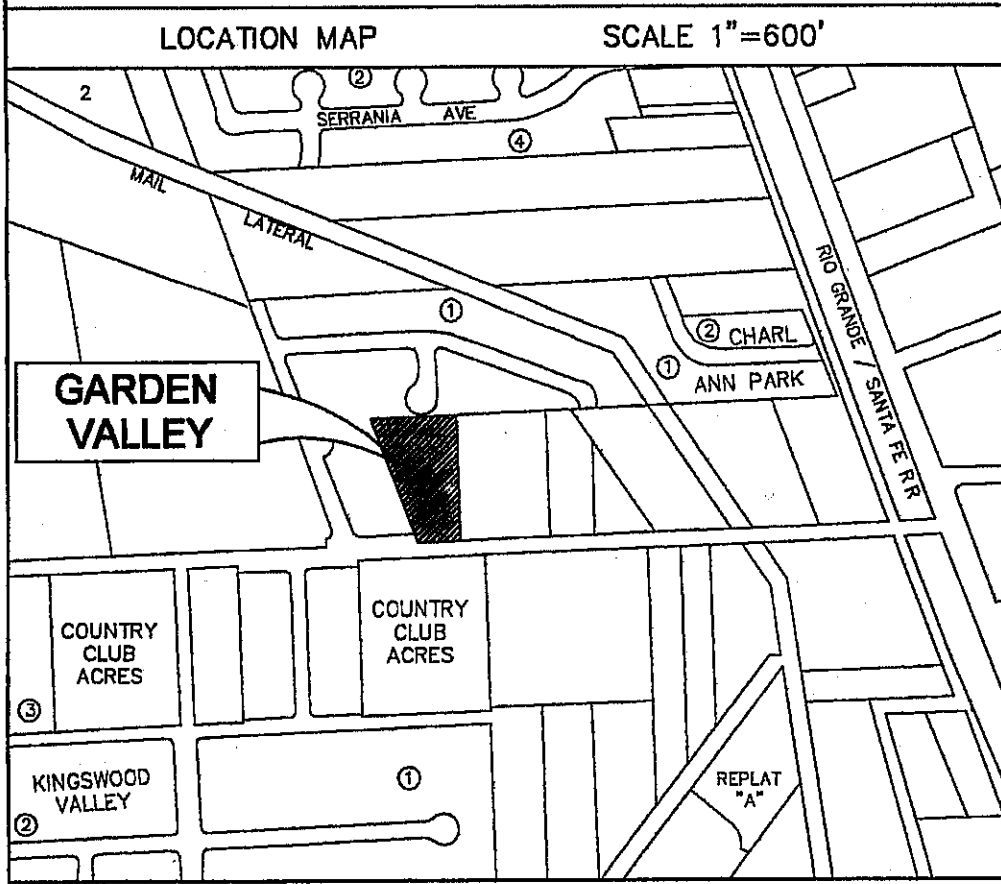 LOCATION MAP
SCALE 1"=600'
2
②
SERRANIA AVE
④
MAIL LATERAL
①
② CHARL
① ANN PARK
RIO GRANDE / SANTA FE R R
GARDEN
VALLEY
COUNTRY
CLUB
ACRES
COUNTRY
CLUB
ACRES
③
KINGSWOOD
VALLEY
①
REPLAT
"A"
②